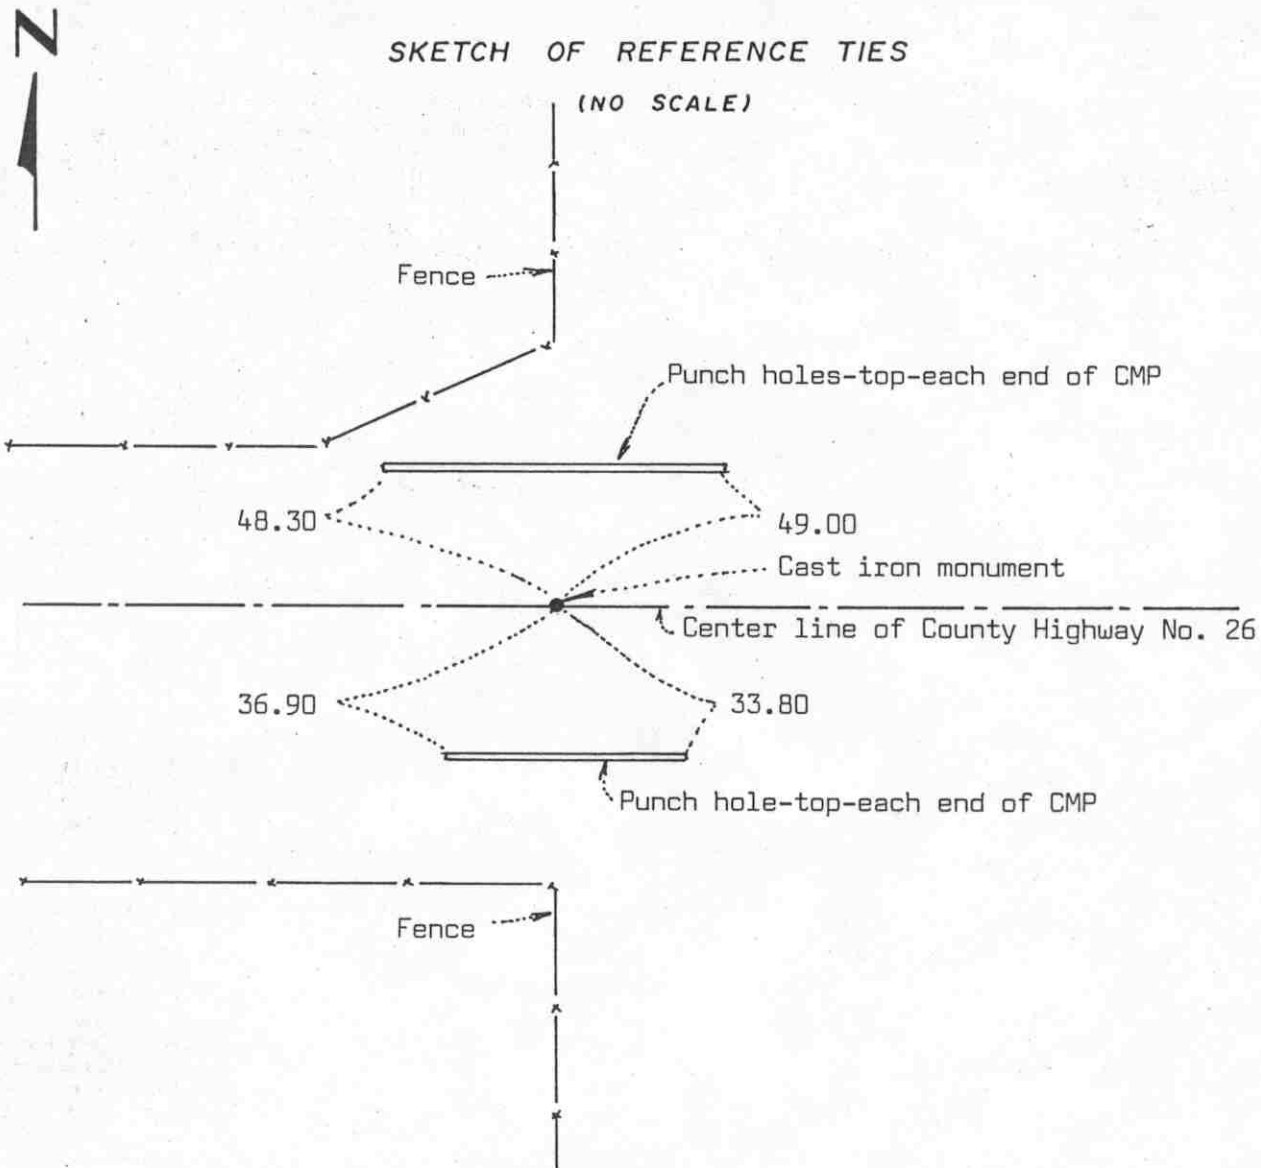 N
SKETCH OF REFERENCE TIES
(NO SCALE)
Fence
Punch holes-top-each end of CMP
48.30
49.00
Cast iron monument
Center line of County Highway No. 26
36.90
33.80
Punch hole-top-each end of CMP
Fence